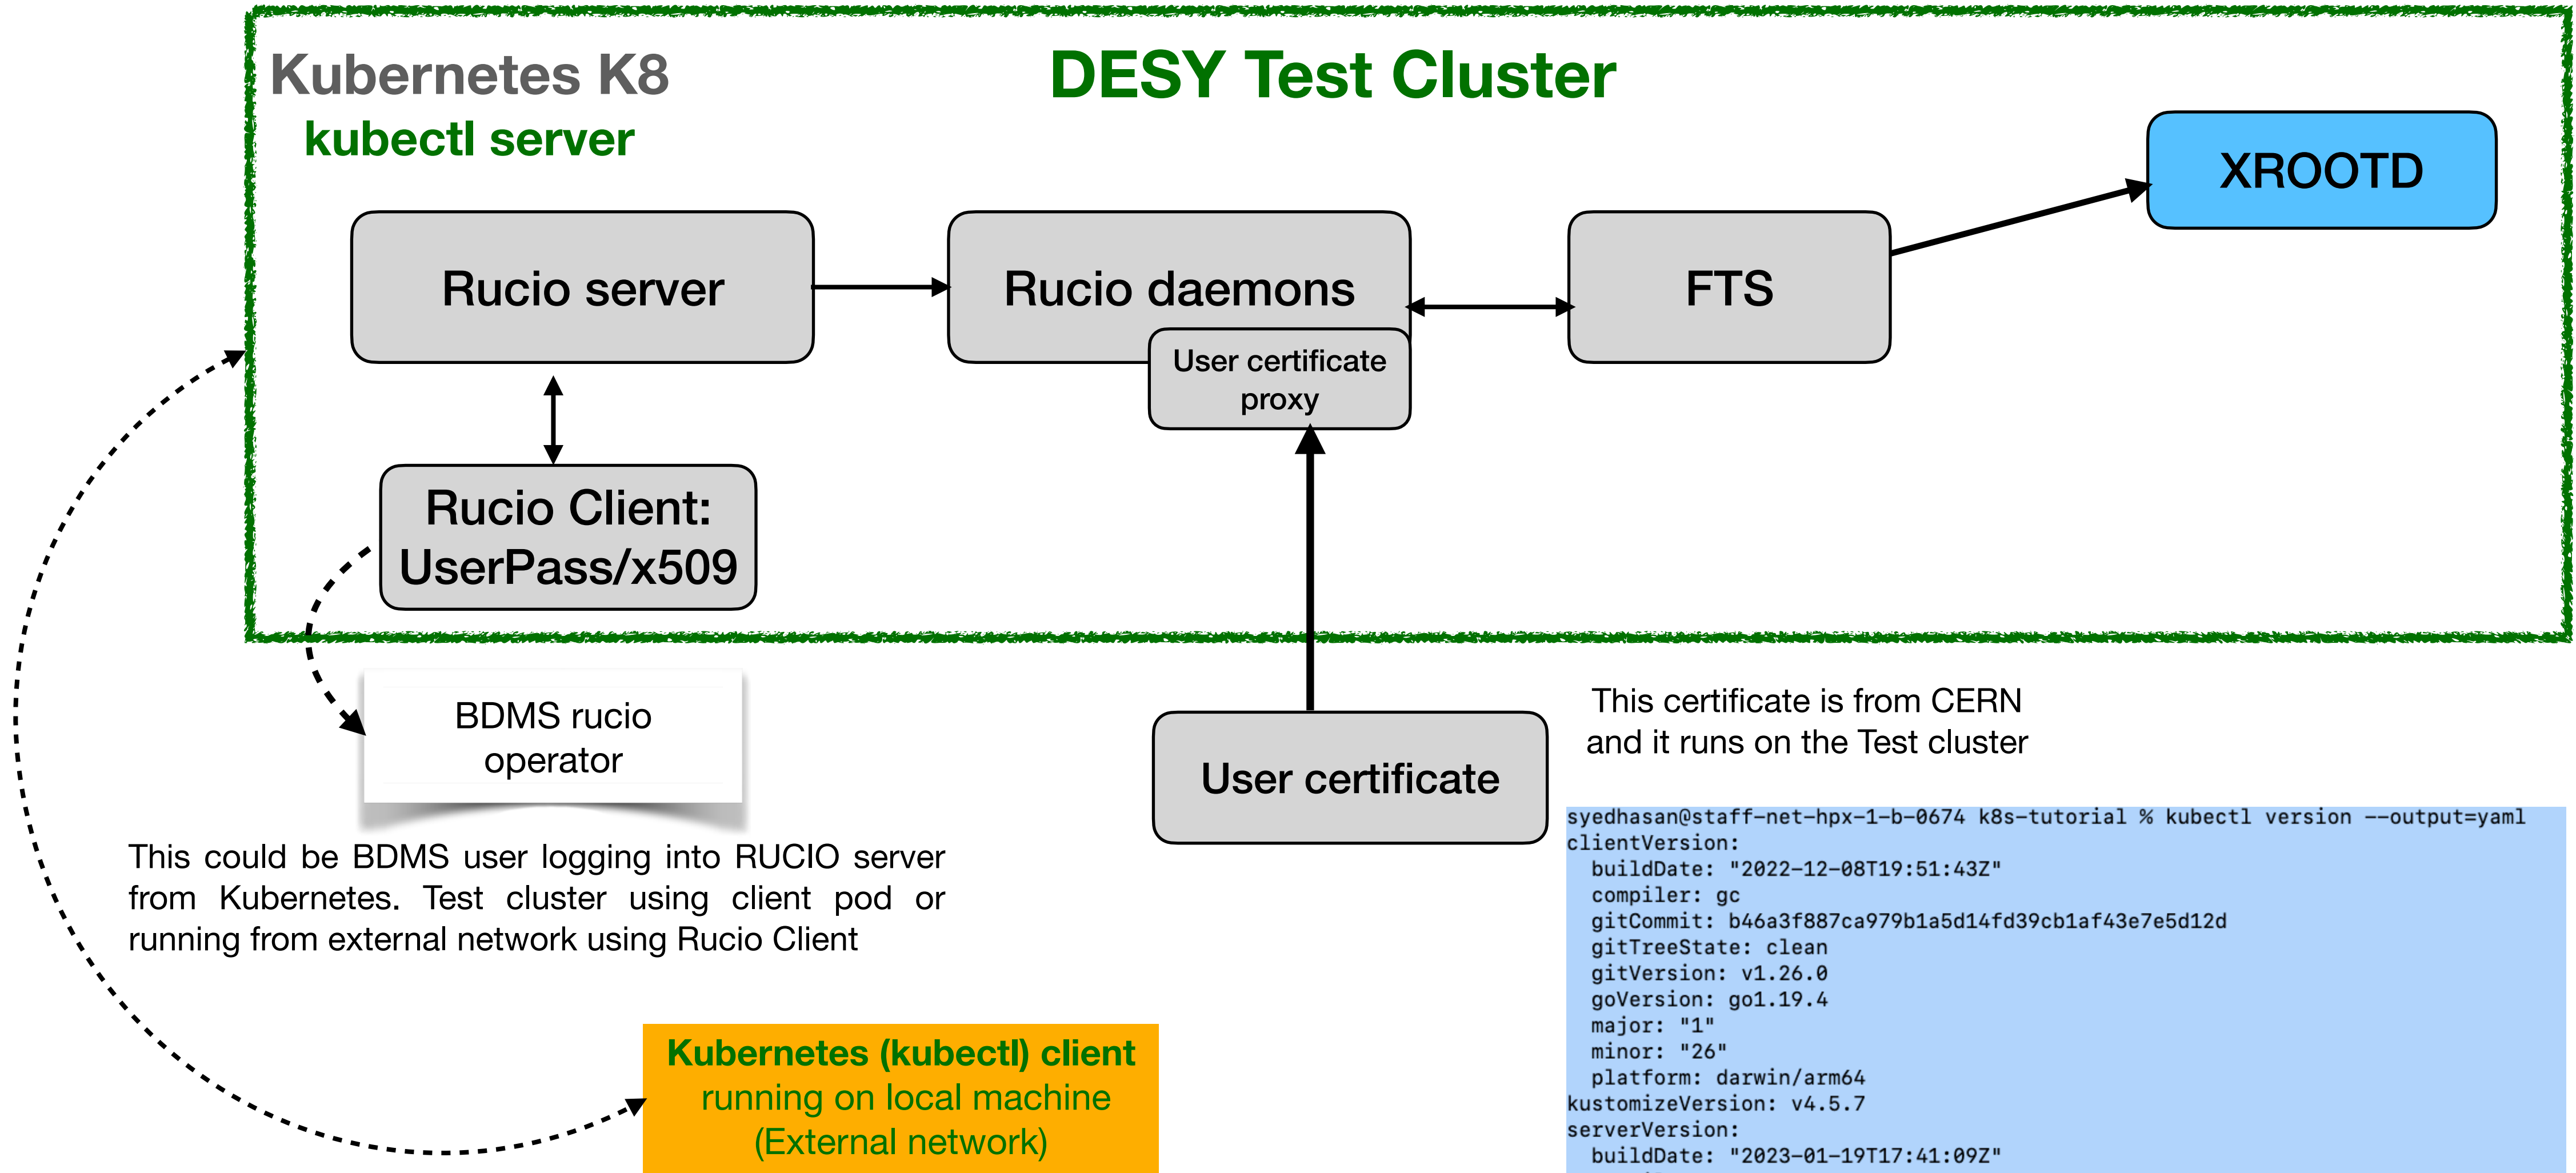 Kubernetes K8
kubectl server
DESY Test Cluster
XROOTD
Rucio server
Rucio daemons
FTS
User certificate
proxy
Rucio Client:
UserPass/x509
BDMS rucio
operator
User certificate
This certificate is from CERN
and it runs on the Test cluster
This could be BDMS user logging into RUCIO server
from Kubernetes. Test cluster using client pod or
running from external network using Rucio Client
Kubernetes (kubectl) client
running on local machine
(External network)
syedhasan@staff-net-hpx-1-b-0674 k8s-tutorial % kubectl version --output=yaml
clientVersion:
  buildDate: "2022-12-08T19:51:43Z"
  compiler: gc
  gitCommit: b46a3f887ca979b1a5d14fd39cb1af43e7e5d12d
  gitTreeState: clean
  gitVersion: v1.26.0
  goVersion: go1.19.4
  major: "1"
  minor: "26"
  platform: darwin/arm64
kustomizeVersion: v4.5.7
serverVersion:
  buildDate: "2023-01-19T17:41:09Z"